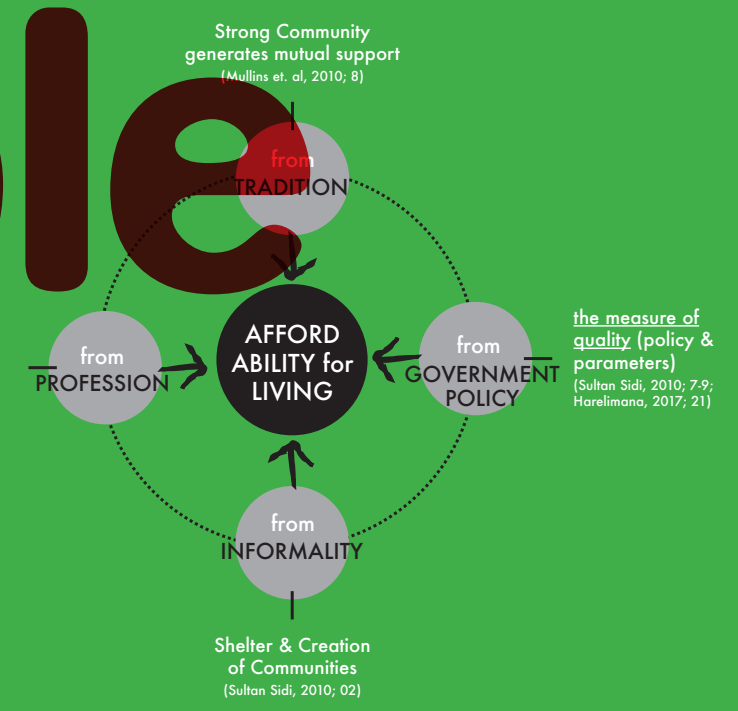 le
Strong Community
generates mutual support
(Mullins et. al, 2010; 8)
from
TRADITION
from
PROFESSION
AFFORD
ABILITY for
LIVING
from
GOVERNMENT
POLICY
the measure of
quality (policy &
parameters)
(Sultan Sidi, 2010; 7-9;
Harelimana, 2017; 21)
from
INFORMALITY
Shelter & Creation
of Communities
(Sultan Sidi, 2010; 02)